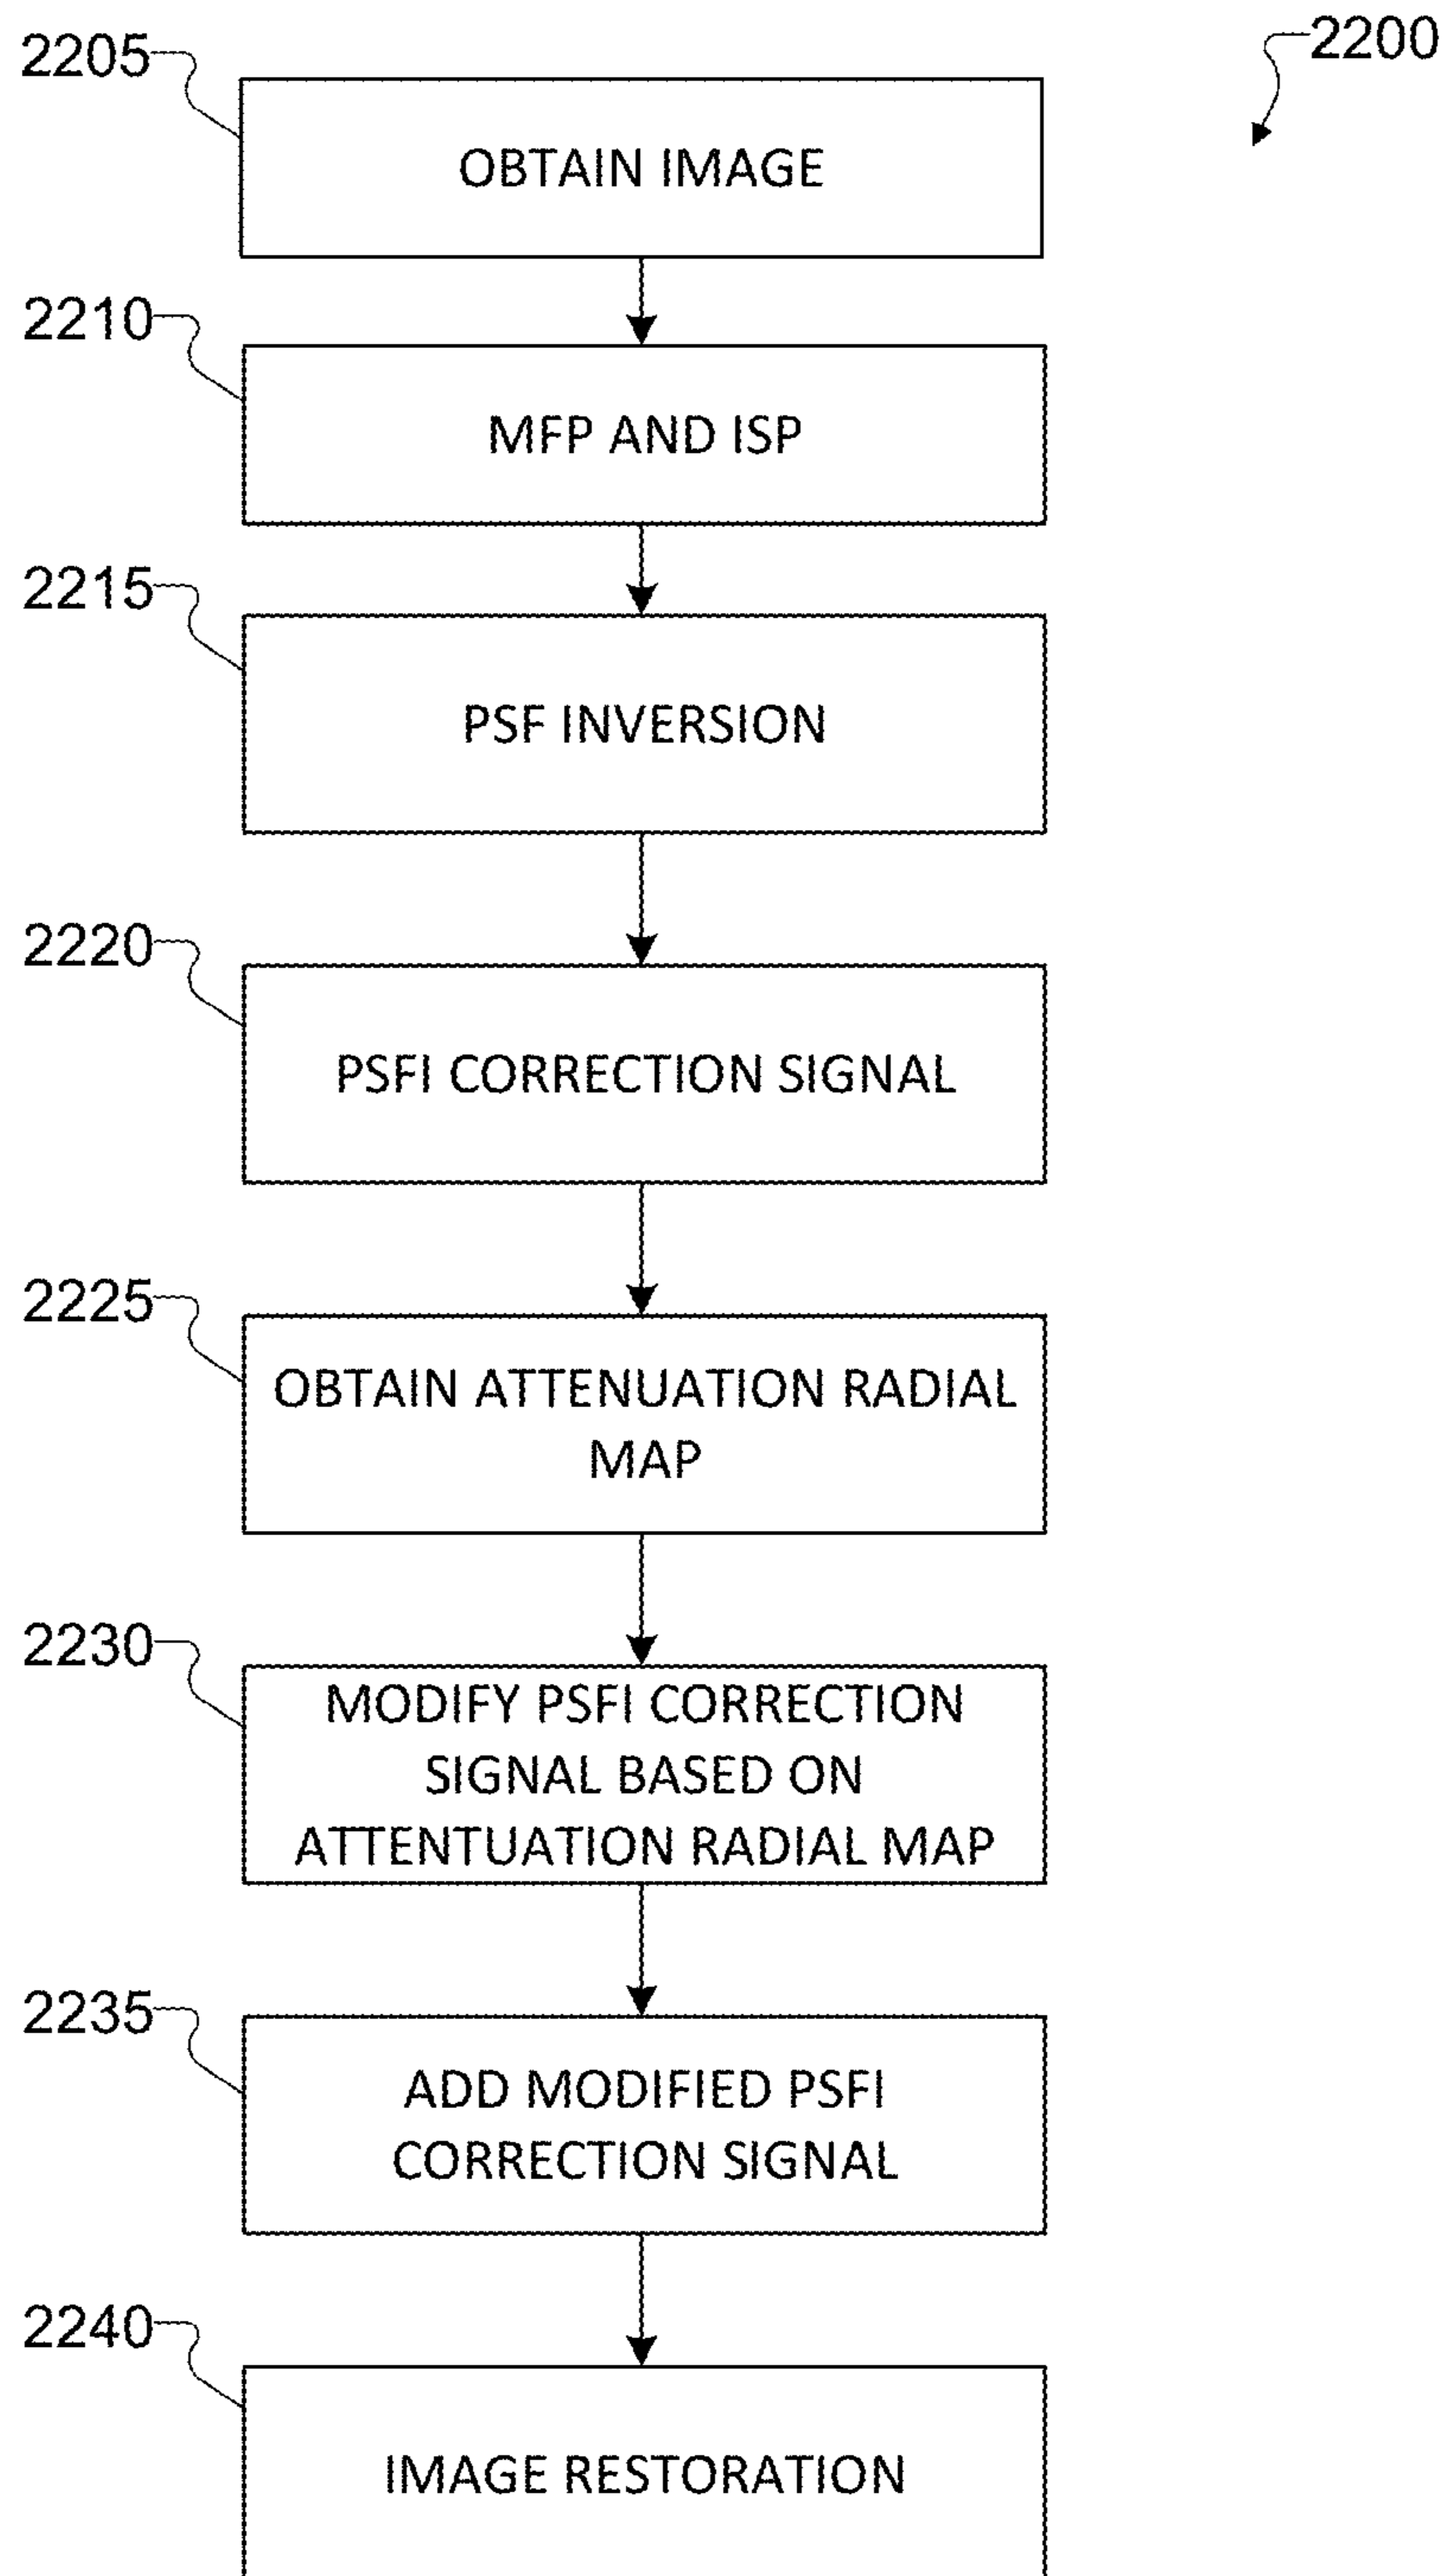 2200
2205
OBTAIN IMAGE
2210
MFP AND ISP
2215
PSF INVERSION
2220
PSFI CORRECTION SIGNAL
2225
OBTAIN ATTENUATION RADIAL
MAP
2230
MODIFY PSFI CORRECTION
SIGNAL BASED ON
ATTENTUATION RADIAL MAP
2235
ADD MODIFIED PSFI
CORRECTION SIGNAL
2240
IMAGE RESTORATION